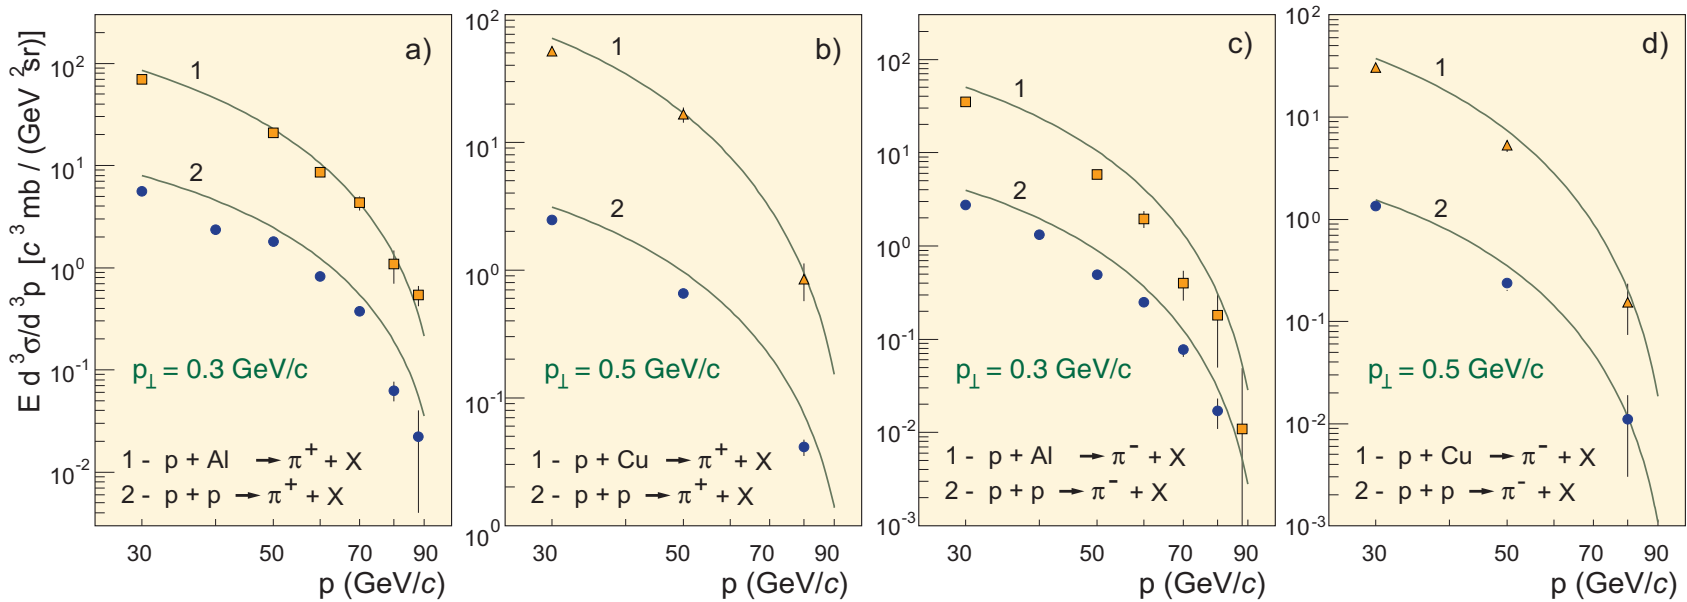 E d³σ/d³p [c³ mb / (GeV²sr)]
a)
10²
10¹
10⁰
10⁻¹
10⁻²
1
2
p⊥ = 0.3 GeV/c
1 - p + Al → π⁺ + X
2 - p + p → π⁺ + X
30 50 70 90
p (GeV/c)
b)
10²
10¹
10⁰
10⁻¹
10⁰
1
2
p⊥ = 0.5 GeV/c
1 - p + Cu → π⁺ + X
2 - p + p → π⁺ + X
30 50 70 90
p (GeV/c)
c)
10²
10¹
10⁰
10⁻¹
10⁻²
10⁻³
1
2
p⊥ = 0.3 GeV/c
1 - p + Al → π⁻ + X
2 - p + p → π⁻ + X
30 50 70 90
p (GeV/c)
d)
10²
10¹
10⁰
10⁻¹
10⁻²
10⁻³
1
2
p⊥ = 0.5 GeV/c
1 - p + Cu → π⁻ + X
2 - p + p → π⁻ + X
30 50 70 90
p (GeV/c)